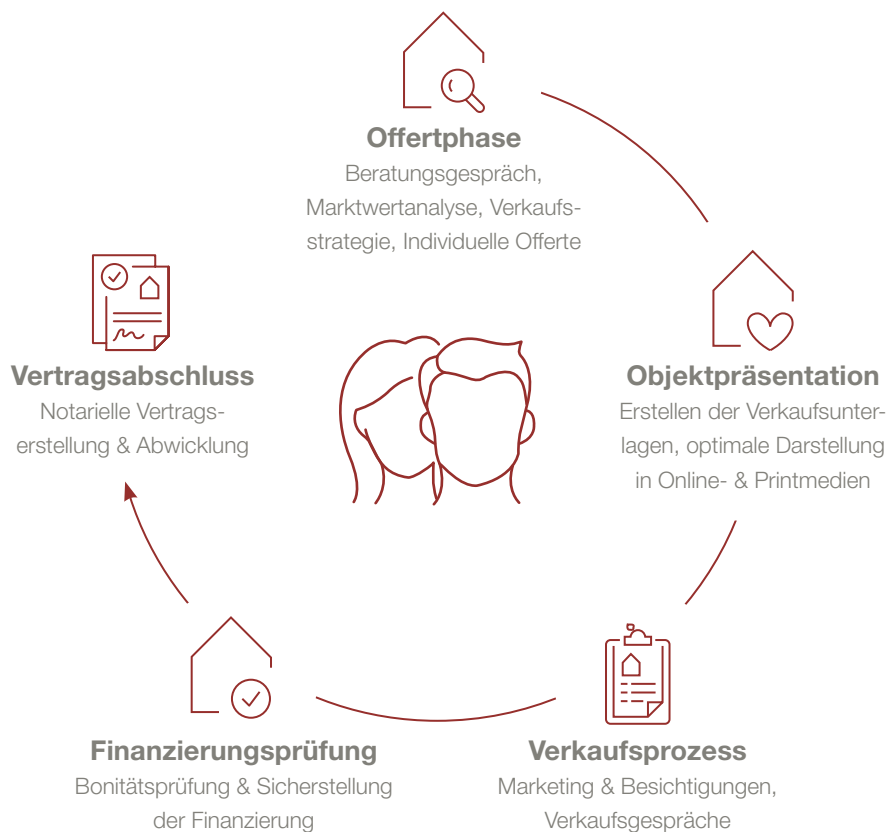 Offertphase
Beratungsgespräch,
Marktwertanalyse, Verkaufs-
strategie, Individuelle Offerte
Objektpräsentation
Erstellen der Verkaufsunter-
lagen, optimale Darstellung
in Online- & Printmedien
Verkaufsprozess
Marketing & Besichtigungen,
Verkaufsgespräche
Finanzierungsprüfung
Bonitätsprüfung & Sicherstellung
der Finanzierung
Vertragsabschluss
Notarielle Vertrags-
erstellung & Abwicklung